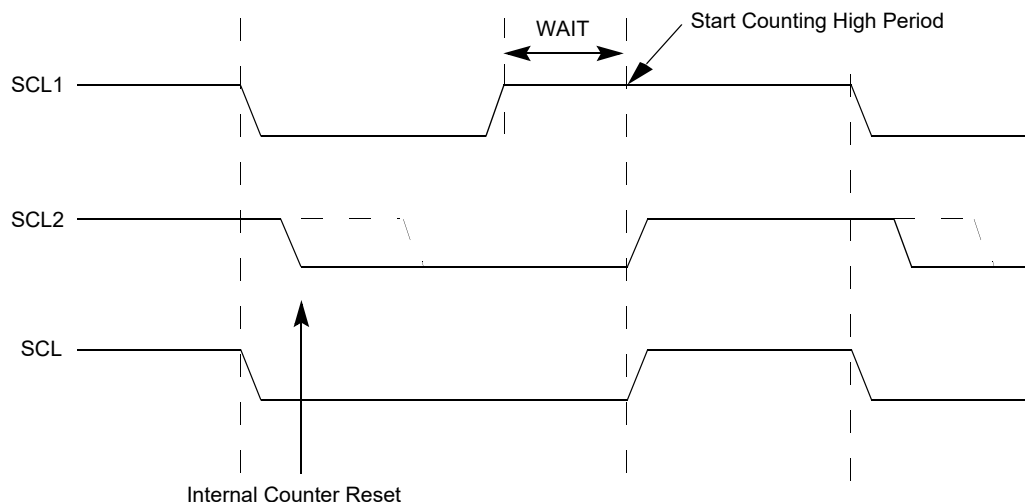 Start Counting High Period
WAIT
SCL1
SCL2
SCL
Internal Counter Reset